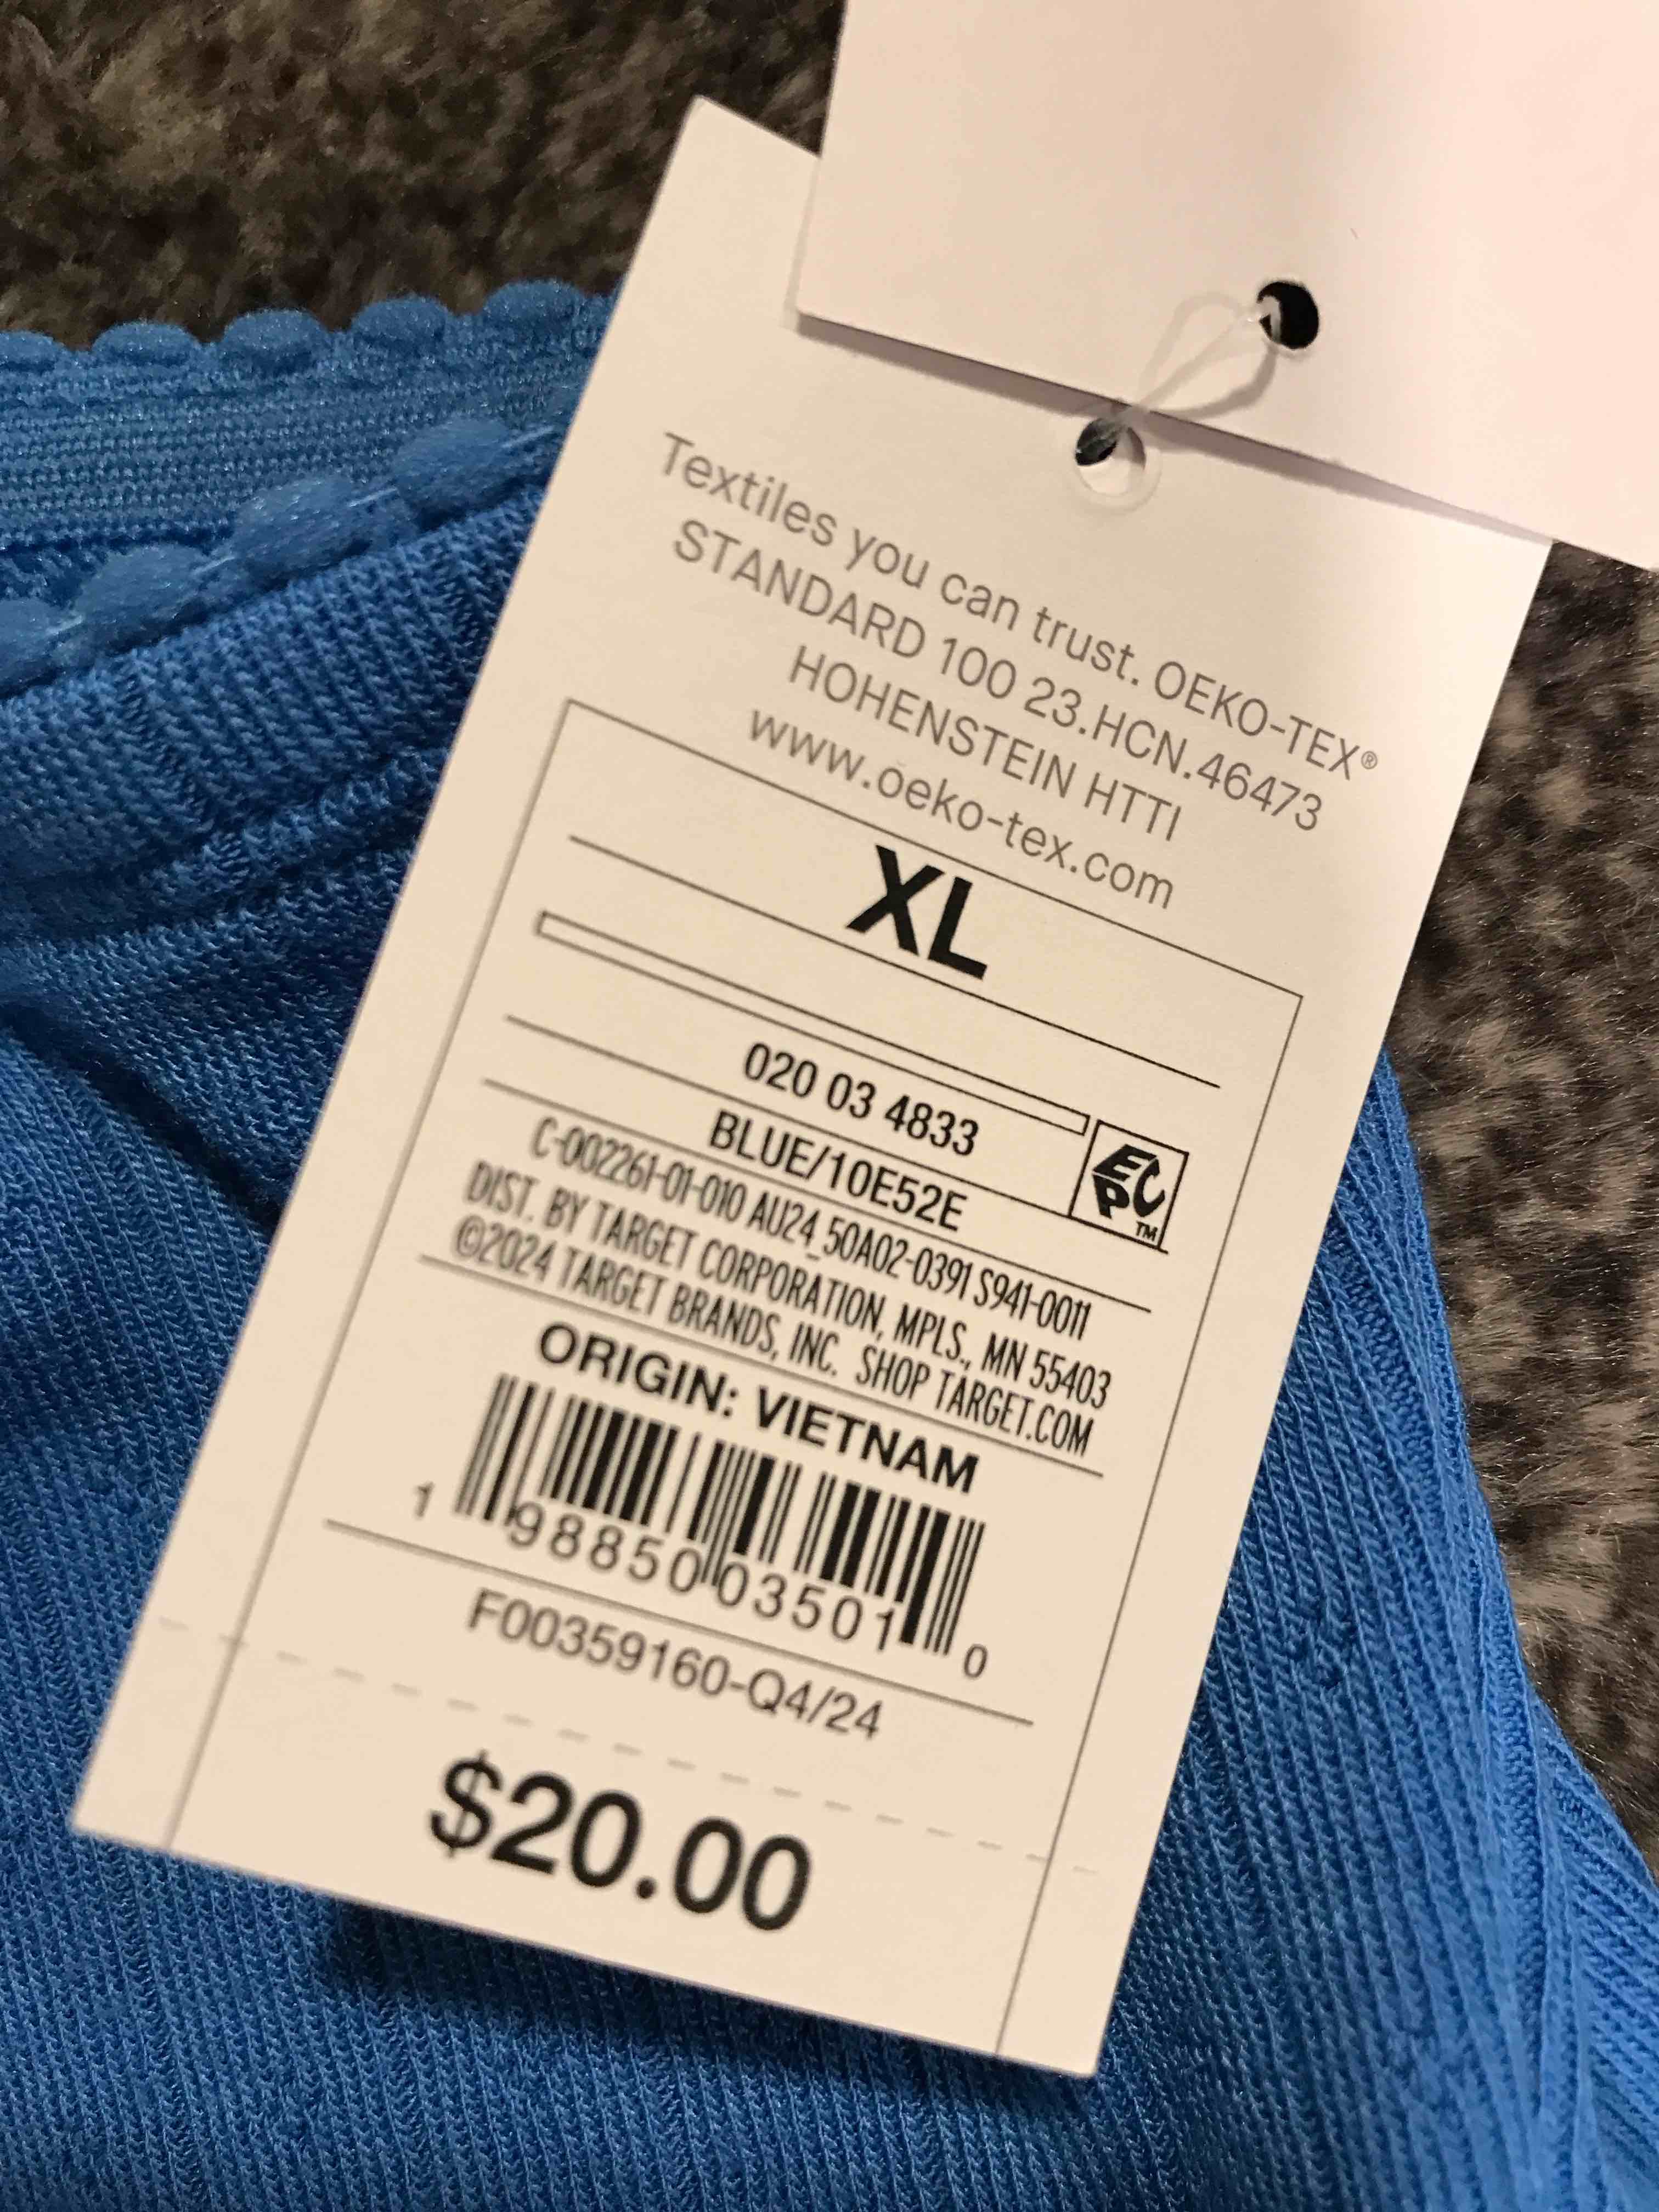 Textiles you can trust. OEKO-TEX®
STANDARD 100 23.HCN.46473
HOHENSTEIN HTTI
www.oeko-tex.com
XL
020 03 4833
BLUE/10E52E
EPC™
C-002261-01-010 AU24_50A02-0391 S941-0011
DIST. BY TARGET CORPORATION, MPLS., MN 55403
©2024 TARGET BRANDS, INC. SHOP TARGET.COM
ORIGIN: VIETNAM
1 98850 03501 0
F00359160-Q4/24
$20.00